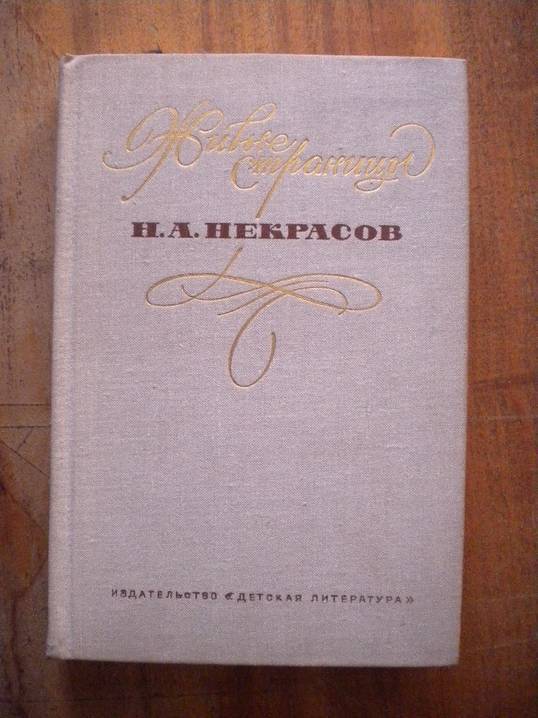 Живые
страницы
Н.А.НЕКРАСОВ
ИЗДАТЕЛЬСТВО «ДЕТСКАЯ ЛИТЕРАТУРА»